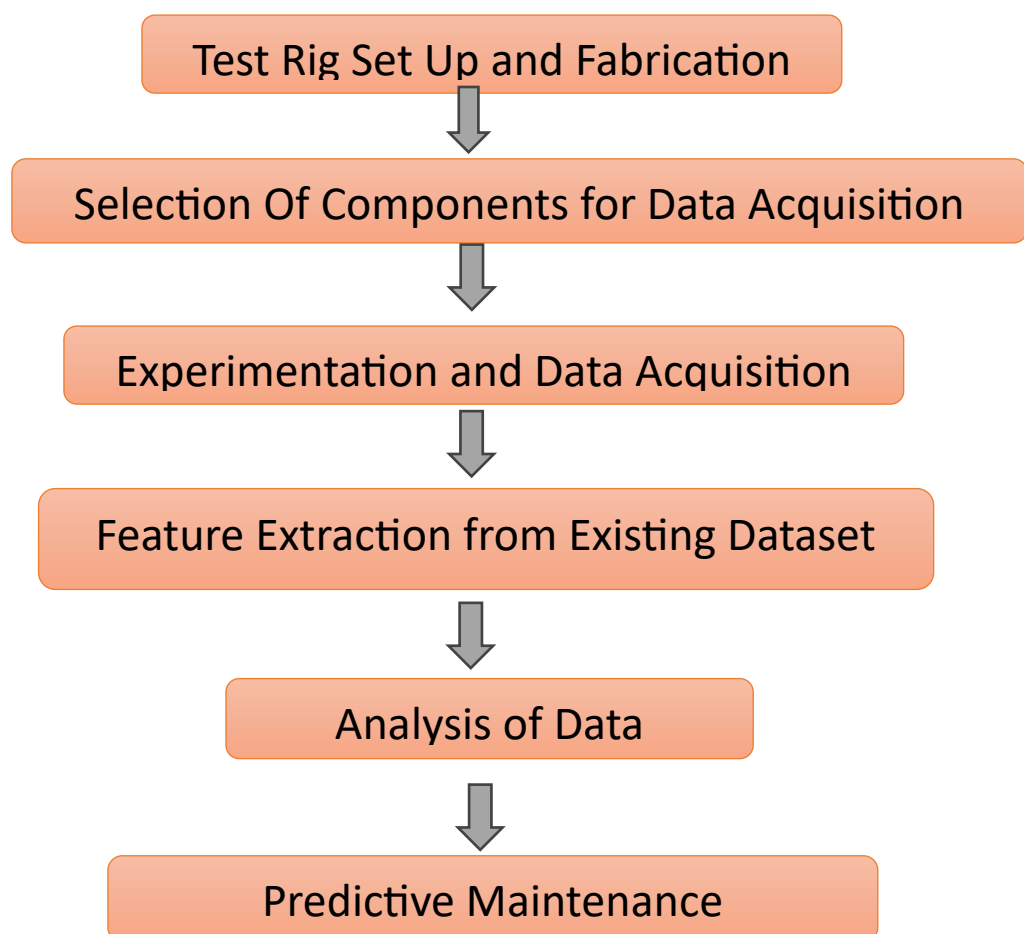 Test Rig Set Up and Fabrication
Selection Of Components for Data Acquisition
Experimentation and Data Acquisition
Feature Extraction from Existing Dataset
Analysis of Data
Predictive Maintenance